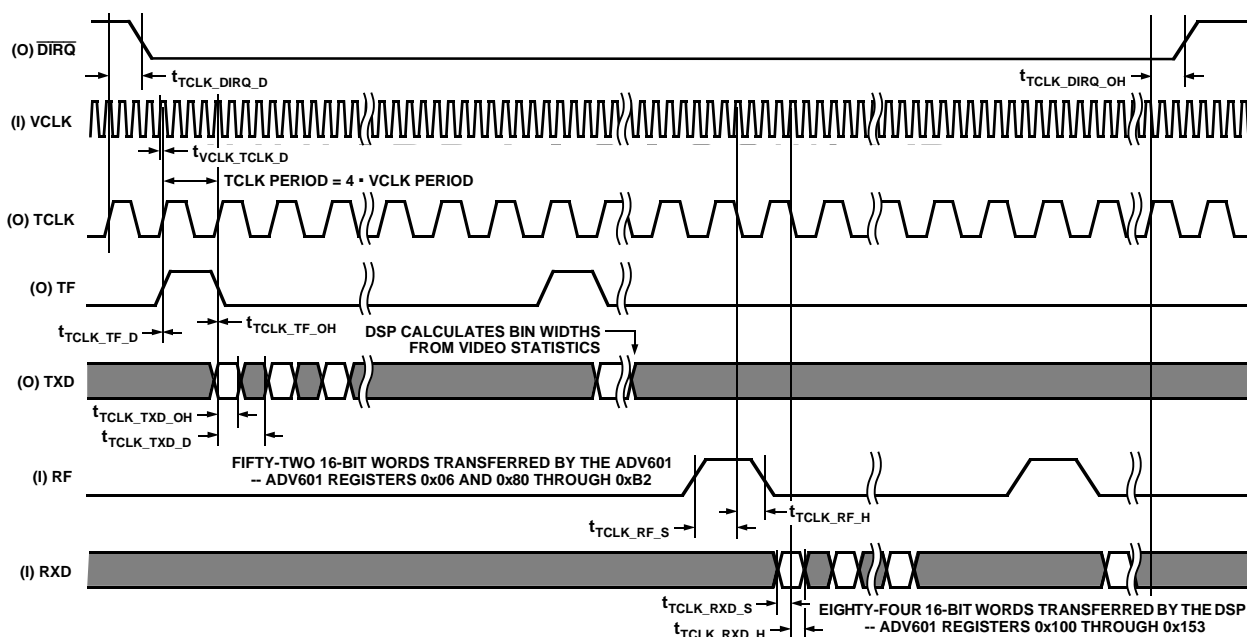 (O) DIRQ
tTCLK_DIRQ_D
tTCLK_DIRQ_OH
(I) VCLK
tVCLK_TCLK_D
TCLK PERIOD = 4 • VCLK PERIOD
(O) TCLK
(O) TF
tTCLK_TF_D
tTCLK_TF_OH
DSP CALCULATES BIN WIDTHS
FROM VIDEO STATISTICS
(O) TXD
tTCLK_TXD_OH
tTCLK_TXD_D
FIFTY-TWO 16-BIT WORDS TRANSFERRED BY THE ADV601
-- ADV601 REGISTERS 0x06 AND 0x80 THROUGH 0xB2
(I) RF
tTCLK_RF_S
tTCLK_RF_H
(I) RXD
tTCLK_RXD_S
tTCLK_RXD_H
EIGHTY-FOUR 16-BIT WORDS TRANSFERRED BY THE DSP
-- ADV601 REGISTERS 0x100 THROUGH 0x153